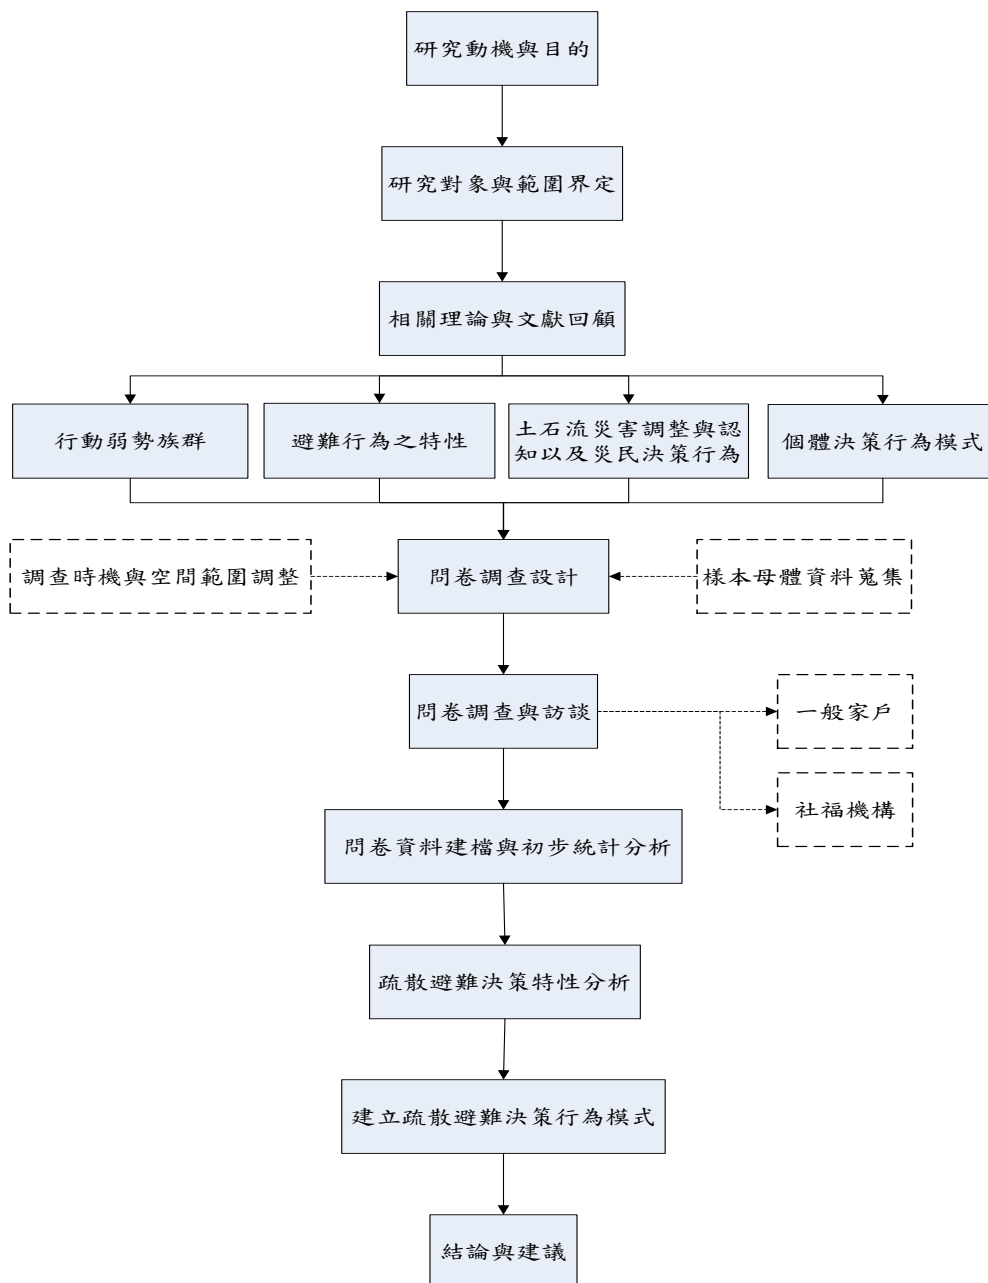 研究動機與目的
研究對象與範圍界定
相關理論與文獻回顧
行動弱勢族群
避難行為之特性
土石流災害調整與認
知以及災民決策行為
個體決策行為模式
調查時機與空間範圍調整
問卷調查設計
樣本母體資料蒐集
問卷調查與訪談
一般家戶
社福機構
問卷資料建檔與初步統計分析
疏散避難決策特性分析
建立疏散避難決策行為模式
結論與建議